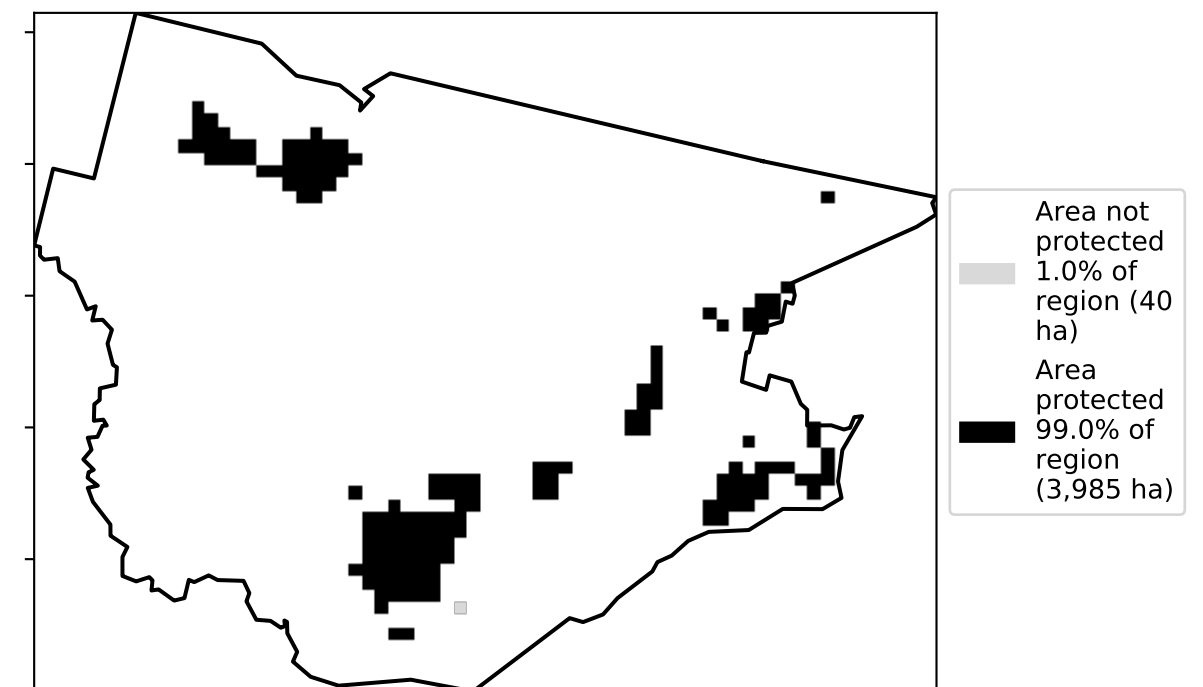 Area not
protected
1.0% of
region (40
ha)
Area
protected
99.0% of
region
(3,985 ha)